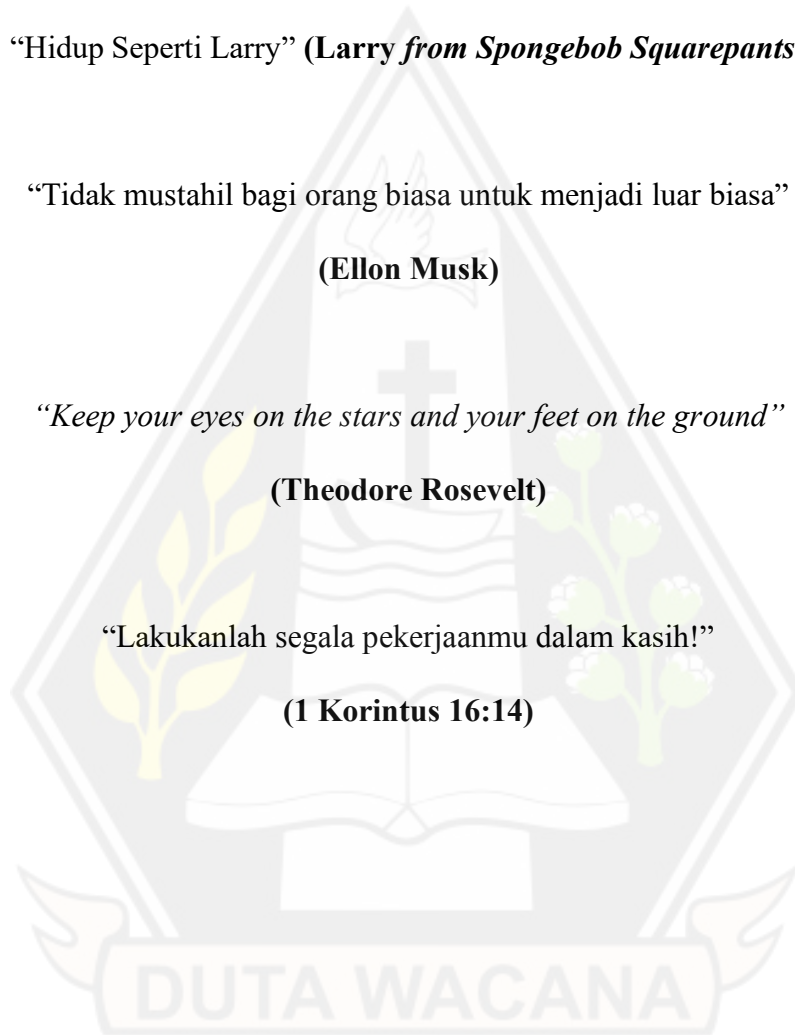 “Hidup Seperti Larry” (Larry from Spongebob Squarepants
“Tidak mustahil bagi orang biasa untuk menjadi luar biasa”
(Ellon Musk)
“Keep your eyes on the stars and your feet on the ground”
(Theodore Rosevelt)
“Lakukanlah segala pekerjaanmu dalam kasih!”
(1 Korintus 16:14)
DUTA WACANA